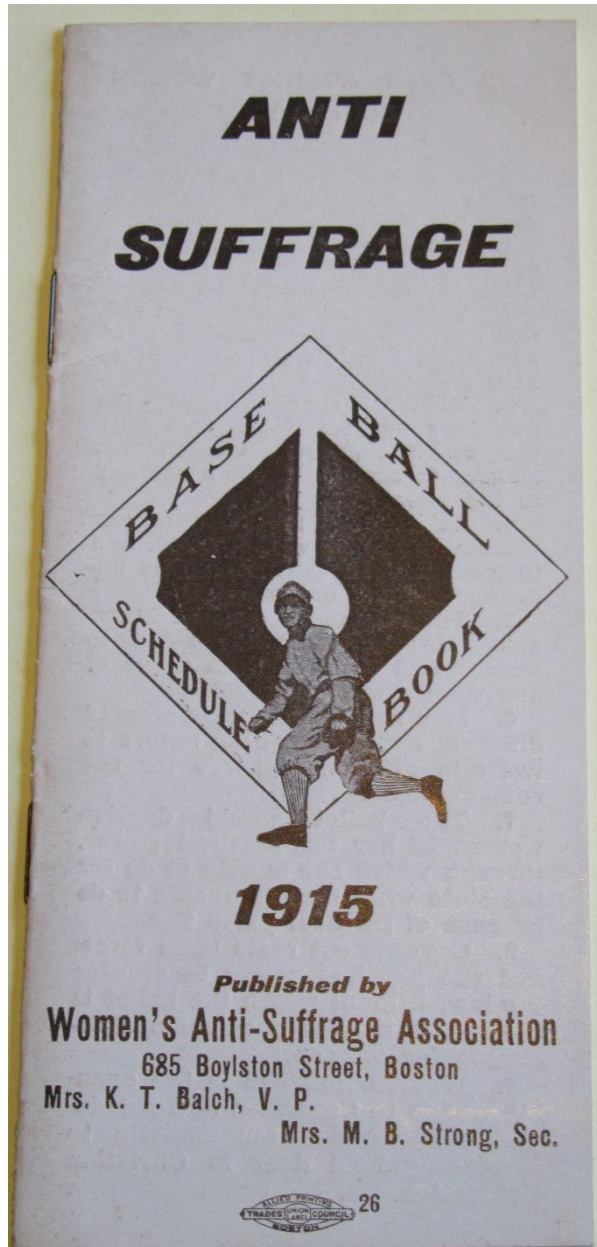 ANTI
SUFFRAGE
BASE BALL
SCHEDULE BOOK
1915
Published by
Women's Anti-Suffrage Association
685 Boylston Street, Boston
Mrs. K. T. Balch, V. P.
Mrs. M. B. Strong, Sec.
ALLIED PRINTING
TRADES UNION LABEL COUNCIL
BOSTON
26